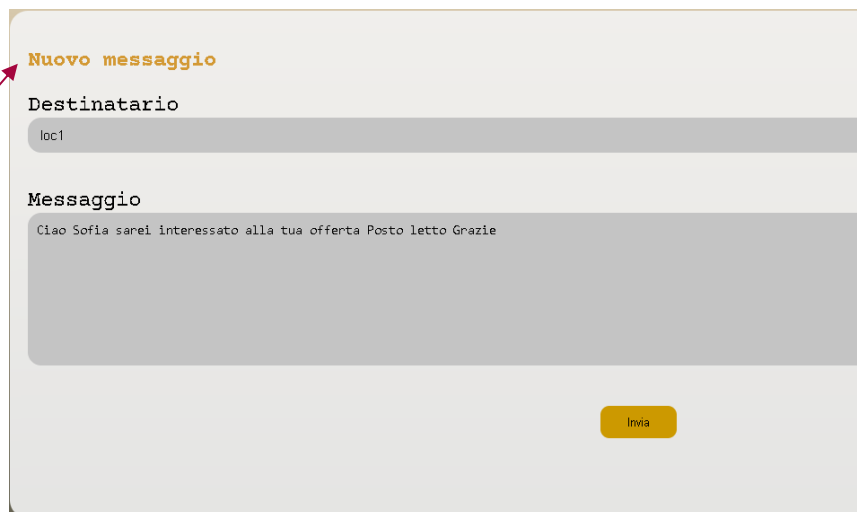 Nuovo messaggio
Destinatario
loc1
Messaggio
Ciao Sofia sarei interessato alla tua offerta Posto letto Grazie
Invia